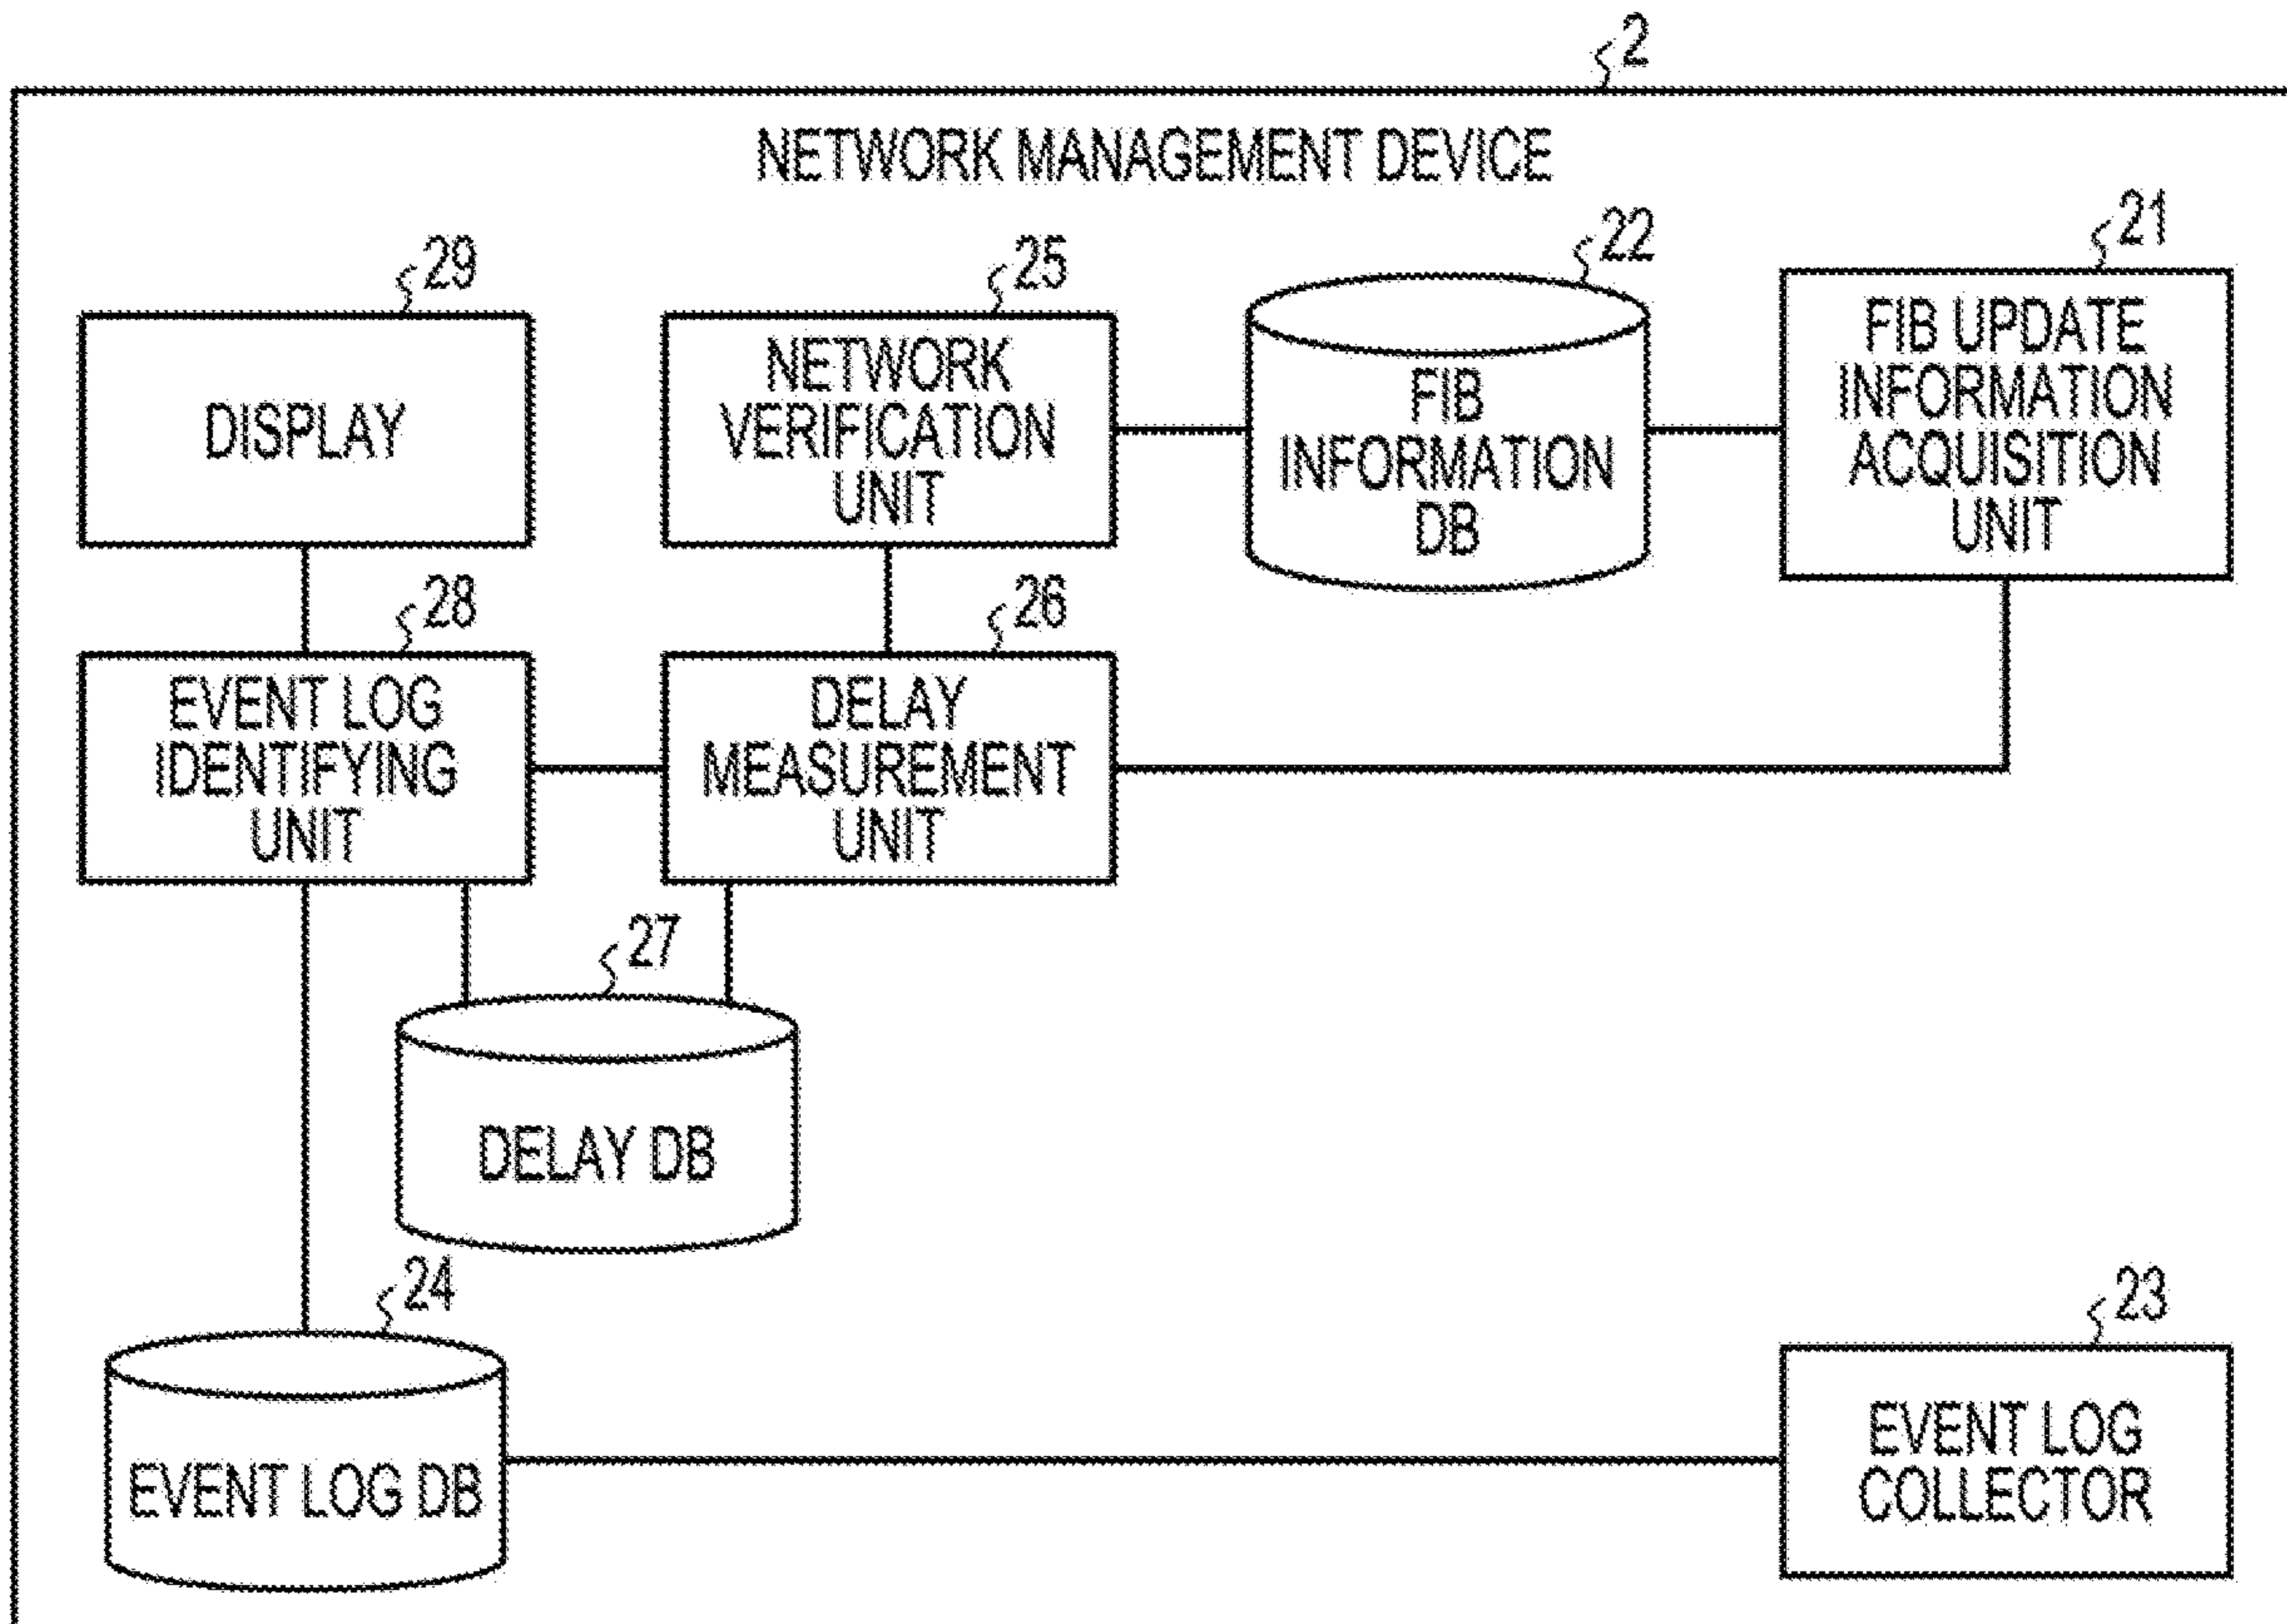 2
NETWORK MANAGEMENT DEVICE
29
DISPLAY
25
NETWORK
VERIFICATION
UNIT
22
FIB
INFORMATION
DB
21
FIB UPDATE
INFORMATION
ACQUISITION
UNIT
28
EVENT LOG
IDENTIFYING
UNIT
26
DELAY
MEASUREMENT
UNIT
27
DELAY DB
24
EVENT LOG DB
23
EVENT LOG
COLLECTOR